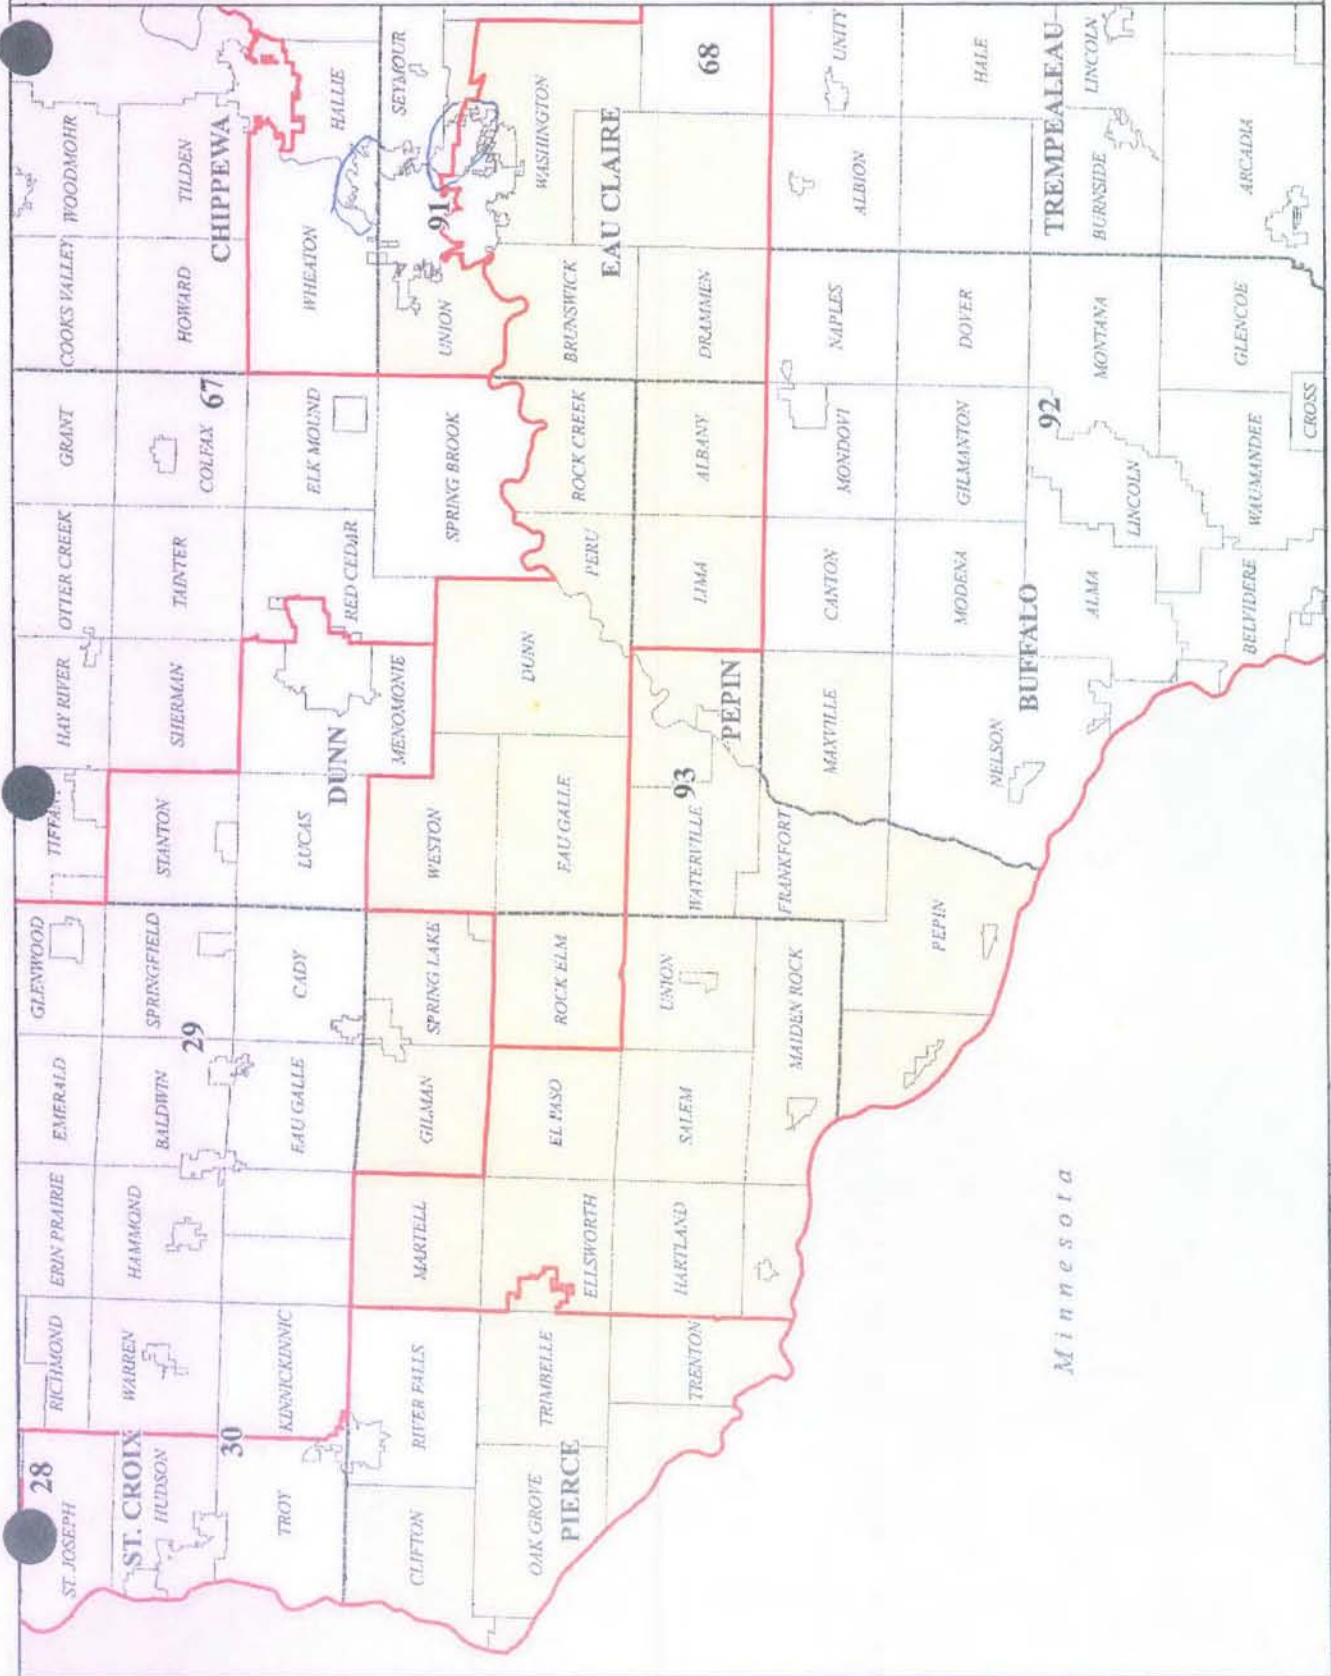 28
ST. JOSEPH
RICHMOND
ERIN PRAIRIE
EMERALD
GLENWOOD
HAY RIVER
OTTER CREEK
GRANT
COOKS VALLEY
WOODMOHR
ST. CROIX
HUDSON
WARREN
HAMMOND
BALDWIN
29
SPRINGFIELD
STANTON
SHERMAN
TAINTER
COLFAX
67
HOWARD
TILDEN
CHIPPEWA
30
TROY
KINNICKINNIC
EAU GALLE
CADY
LUCAS
DUNN
MENOMONIE
RED CEDAR
ELK MOUND
WHEATON
HALLIE
CLIFTON
RIVER FALLS
MARTELL
GILMAN
SPRING LAKE
WESTON
SPRING BROOK
UNION
91
SEYMOUR
OAK GROVE
PIERCE
TRIMBELLE
ELLSWORTH
EL PASO
ROCK ELM
EAU GALLE
DUNN
PERU
ROCK CREEK
BRUNSWICK
WASHINGTON
EAU CLAIRE
TRENTON
HARTLAND
SALEM
UNION
WATERVILLE
93
PEPIN
LIMA
ALBANY
DRAMMEN
68
MAIDEN ROCK
FRANKFORT
MAXVILLE
CANTON
MONDOVI
NAPLES
ALBION
UNITY
PEPIN
NELSON
BUFFALO
MODENA
GILMANTON
DOVER
HALE
92
TREMPEALEAU
Minnesota
ALMA
LINCOLN
MONTANA
BURNSIDE
LINCOLN
BELVIDERE
WAUMANDEE
GLENCOE
ARCADIA
CROSS